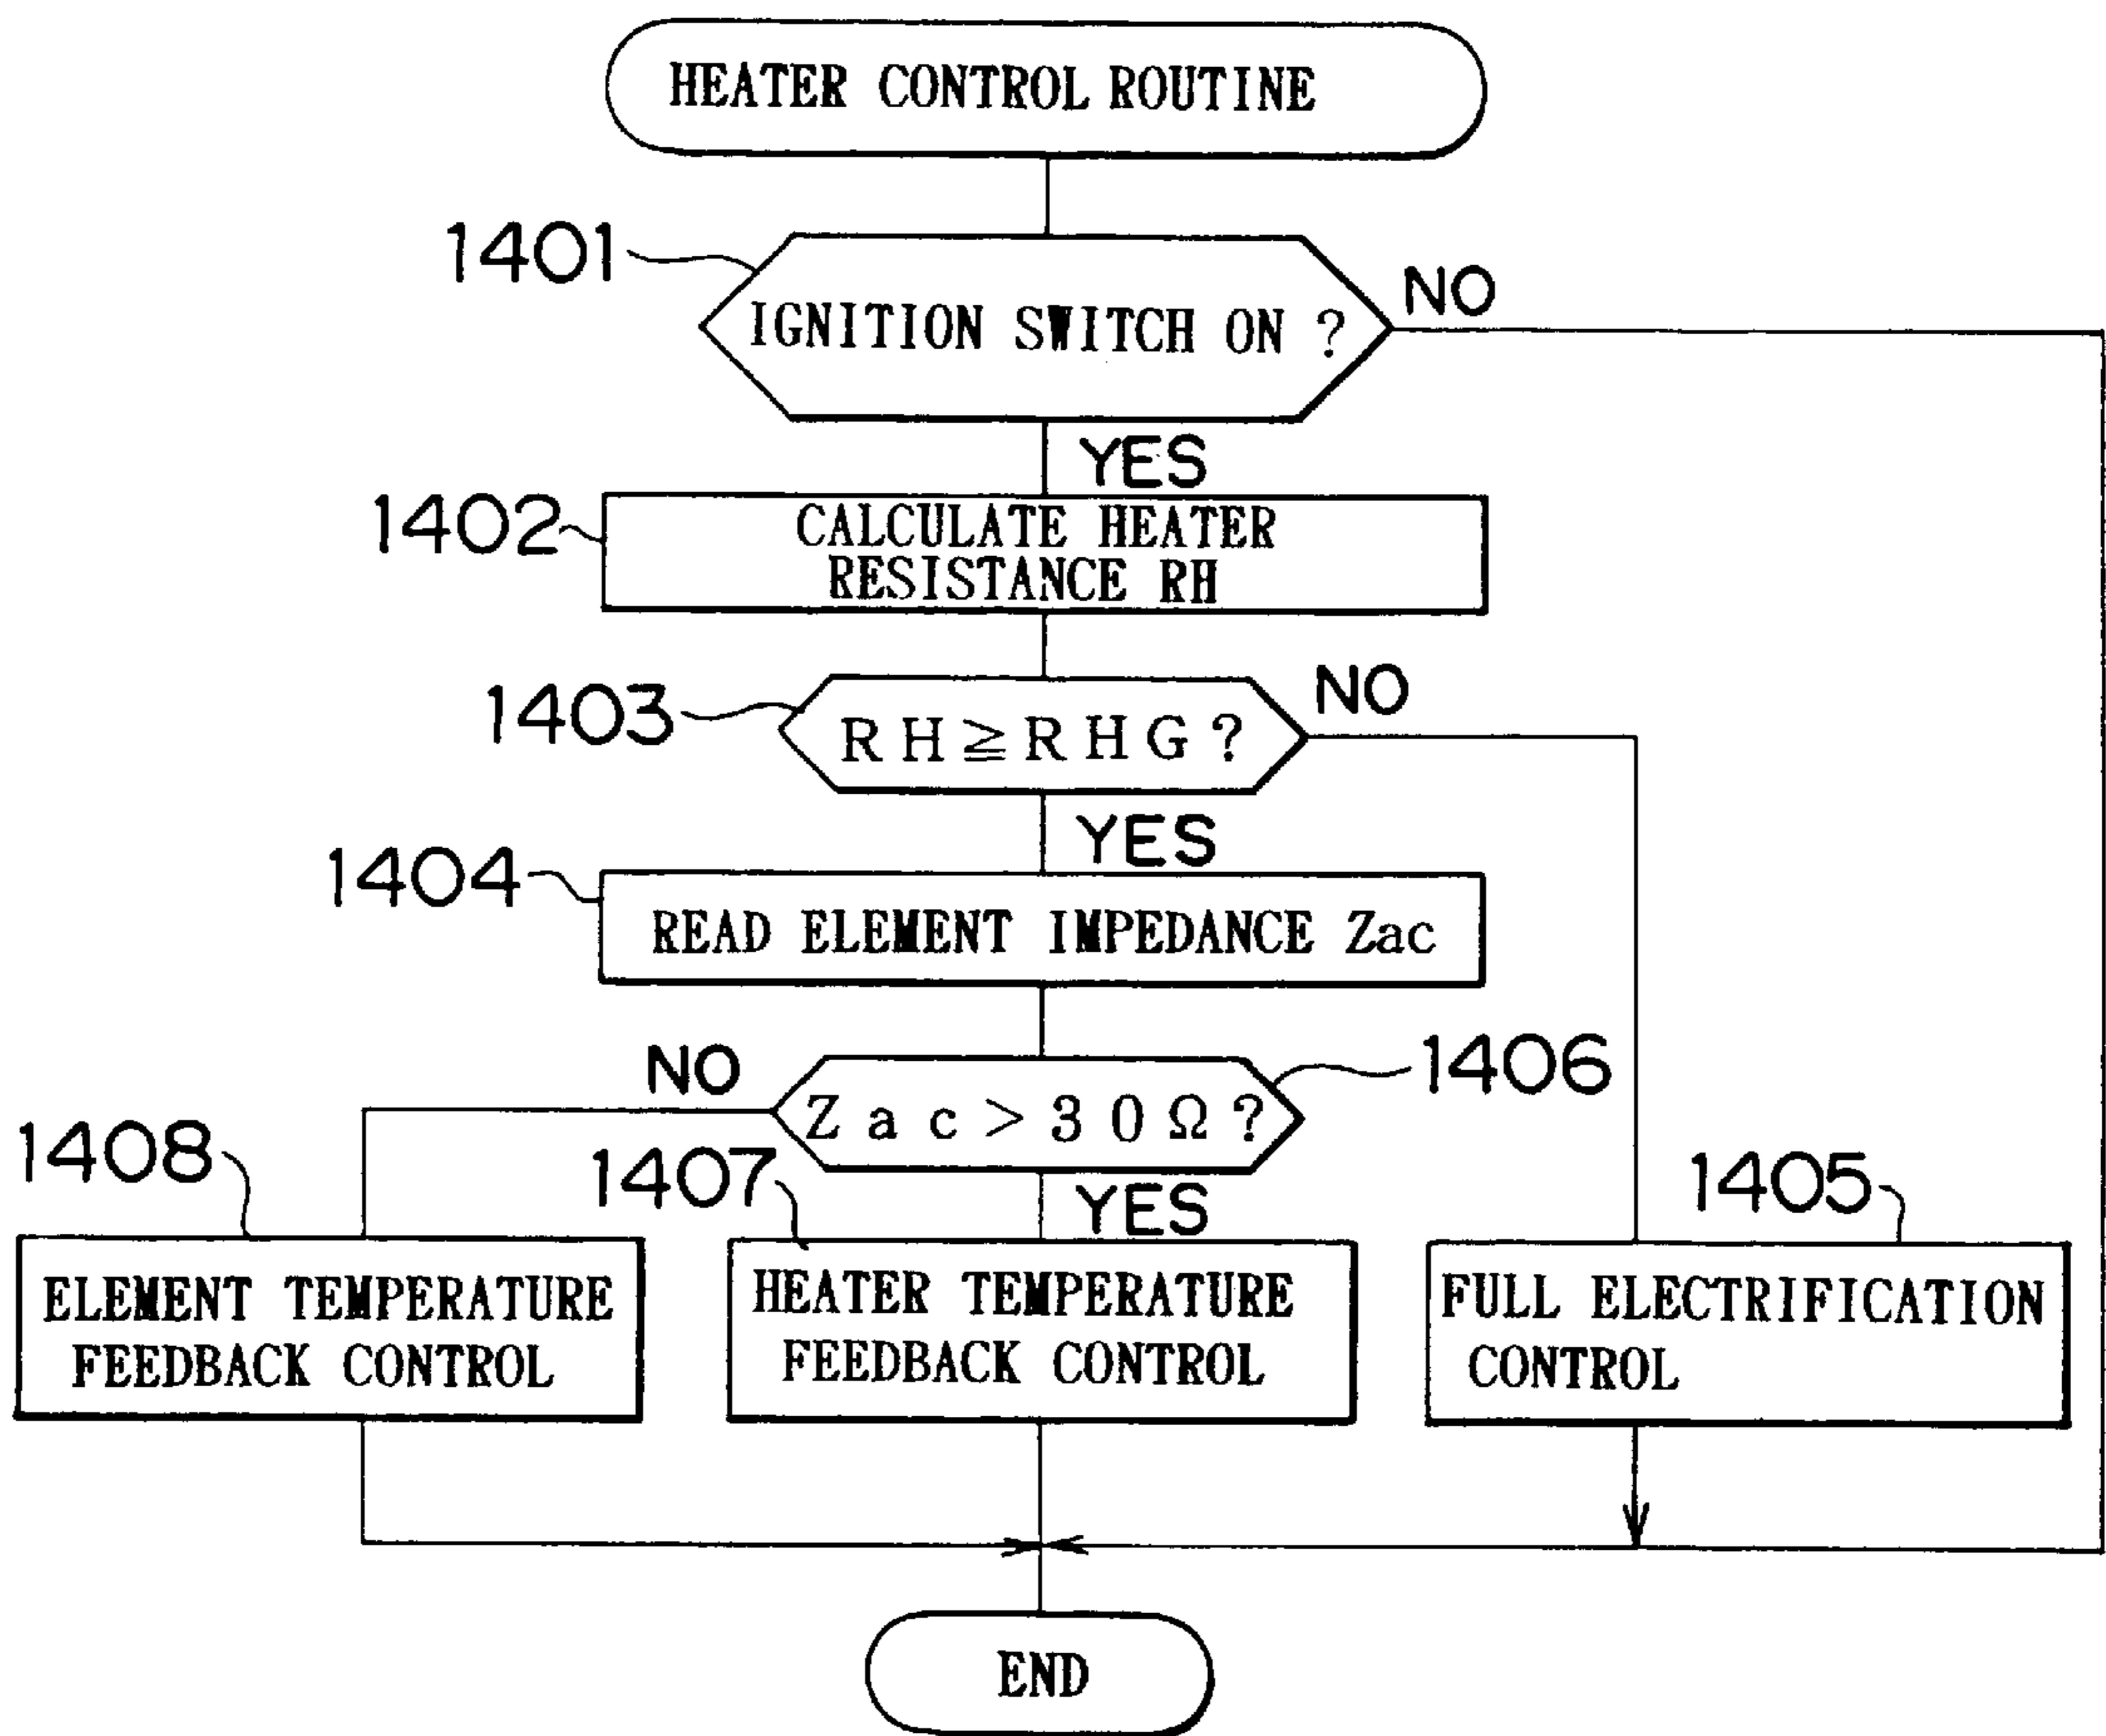 HEATER CONTROL ROUTINE
1401
IGNITION SWITCH ON ?
NO
YES
1402
CALCULATE HEATER
RESISTANCE RH
1403
RH≧RHG?
NO
YES
1404
READ ELEMENT IMPEDANCE Zac
NO
Zac>30Ω?
1406
1408
1407
YES
1405
ELEMENT TEMPERATURE
FEEDBACK CONTROL
HEATER TEMPERATURE
FEEDBACK CONTROL
FULL ELECTRIFICATION
CONTROL
END